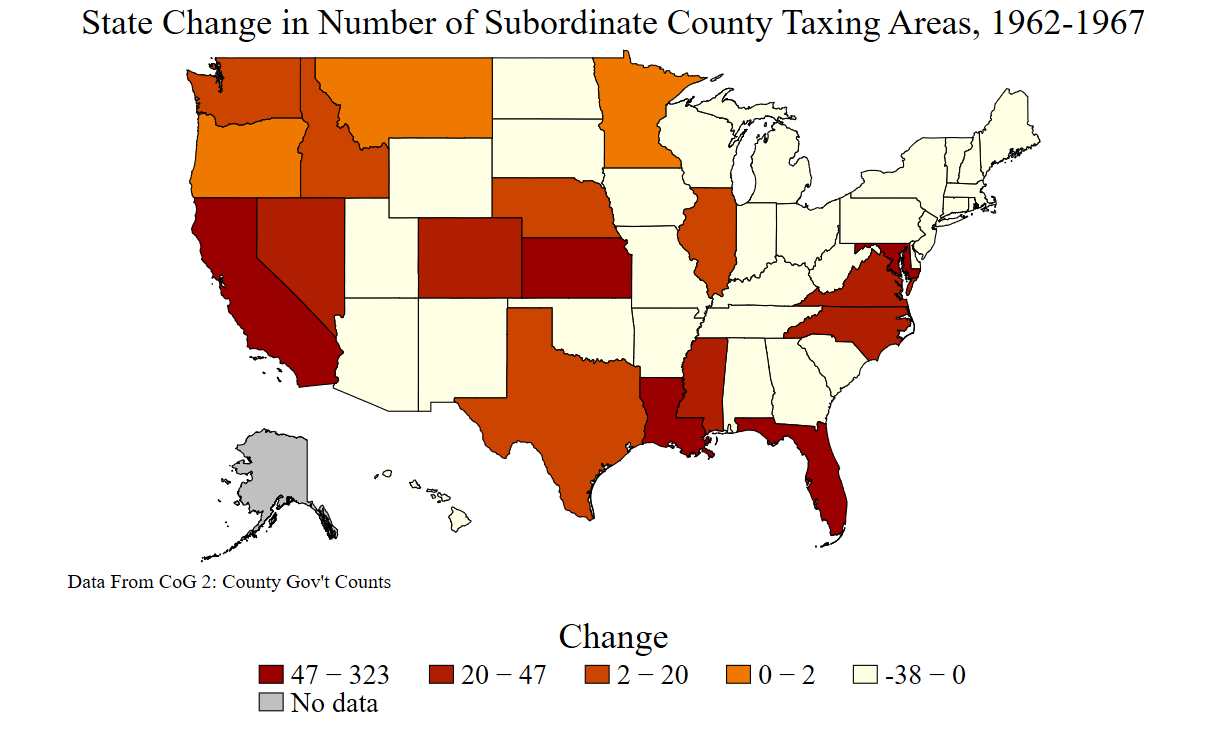 State Change in Number of Subordinate County Taxing Areas, 1962-1967
Data From CoG 2: County Gov't Counts
Change
47 − 323 20 − 47 2 − 20 0 − 2 -38 − 0
No data